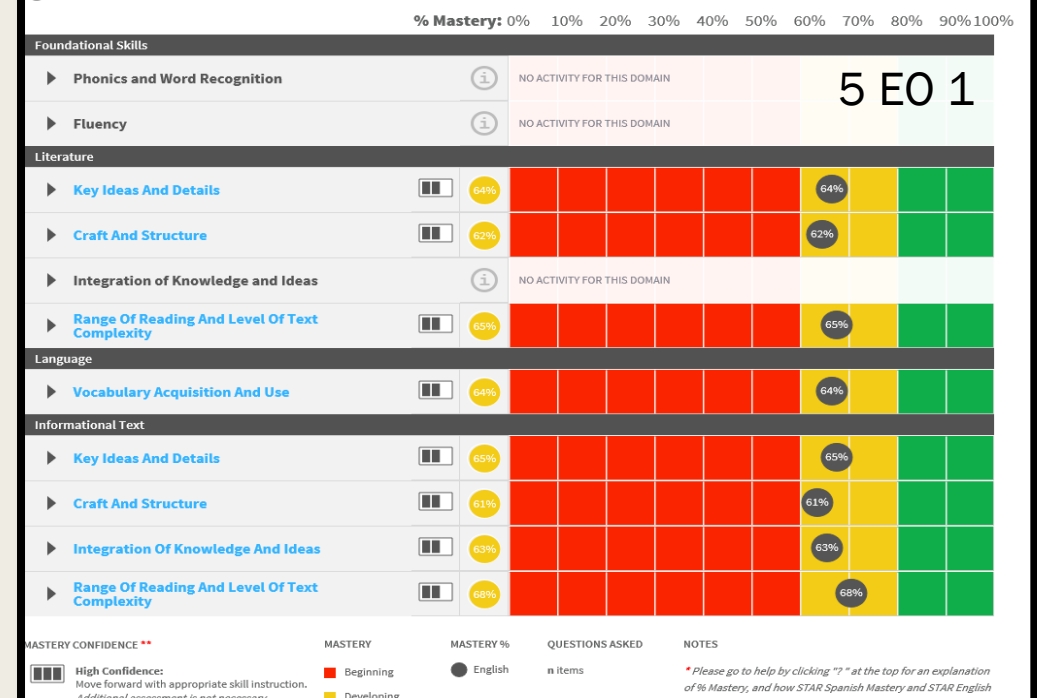 % Mastery: 0% 10% 20% 30% 40% 50% 60% 70% 80% 90% 100%
Foundational Skills
Phonics and Word Recognition i NO ACTIVITY FOR THIS DOMAIN
5 EO 1
Fluency i NO ACTIVITY FOR THIS DOMAIN
Literature
Key Ideas And Details 64% 64%
Craft And Structure 62% 62%
Integration of Knowledge and Ideas i NO ACTIVITY FOR THIS DOMAIN
Range Of Reading And Level Of Text
Complexity 65% 65%
Language
Vocabulary Acquisition And Use 64% 64%
Informational Text
Key Ideas And Details 65% 65%
Craft And Structure 61% 61%
Integration Of Knowledge And Ideas 63% 63%
Range Of Reading And Level Of Text
Complexity 68% 68%
MASTERY CONFIDENCE ** MASTERY MASTERY % QUESTIONS ASKED NOTES
High Confidence: Beginning English n items * Please go to help by clicking "?" at the top for an explanation
Move forward with appropriate skill instruction. of % Mastery, and how STAR Spanish Mastery and STAR English
Additional assessment is not necessary. Developing